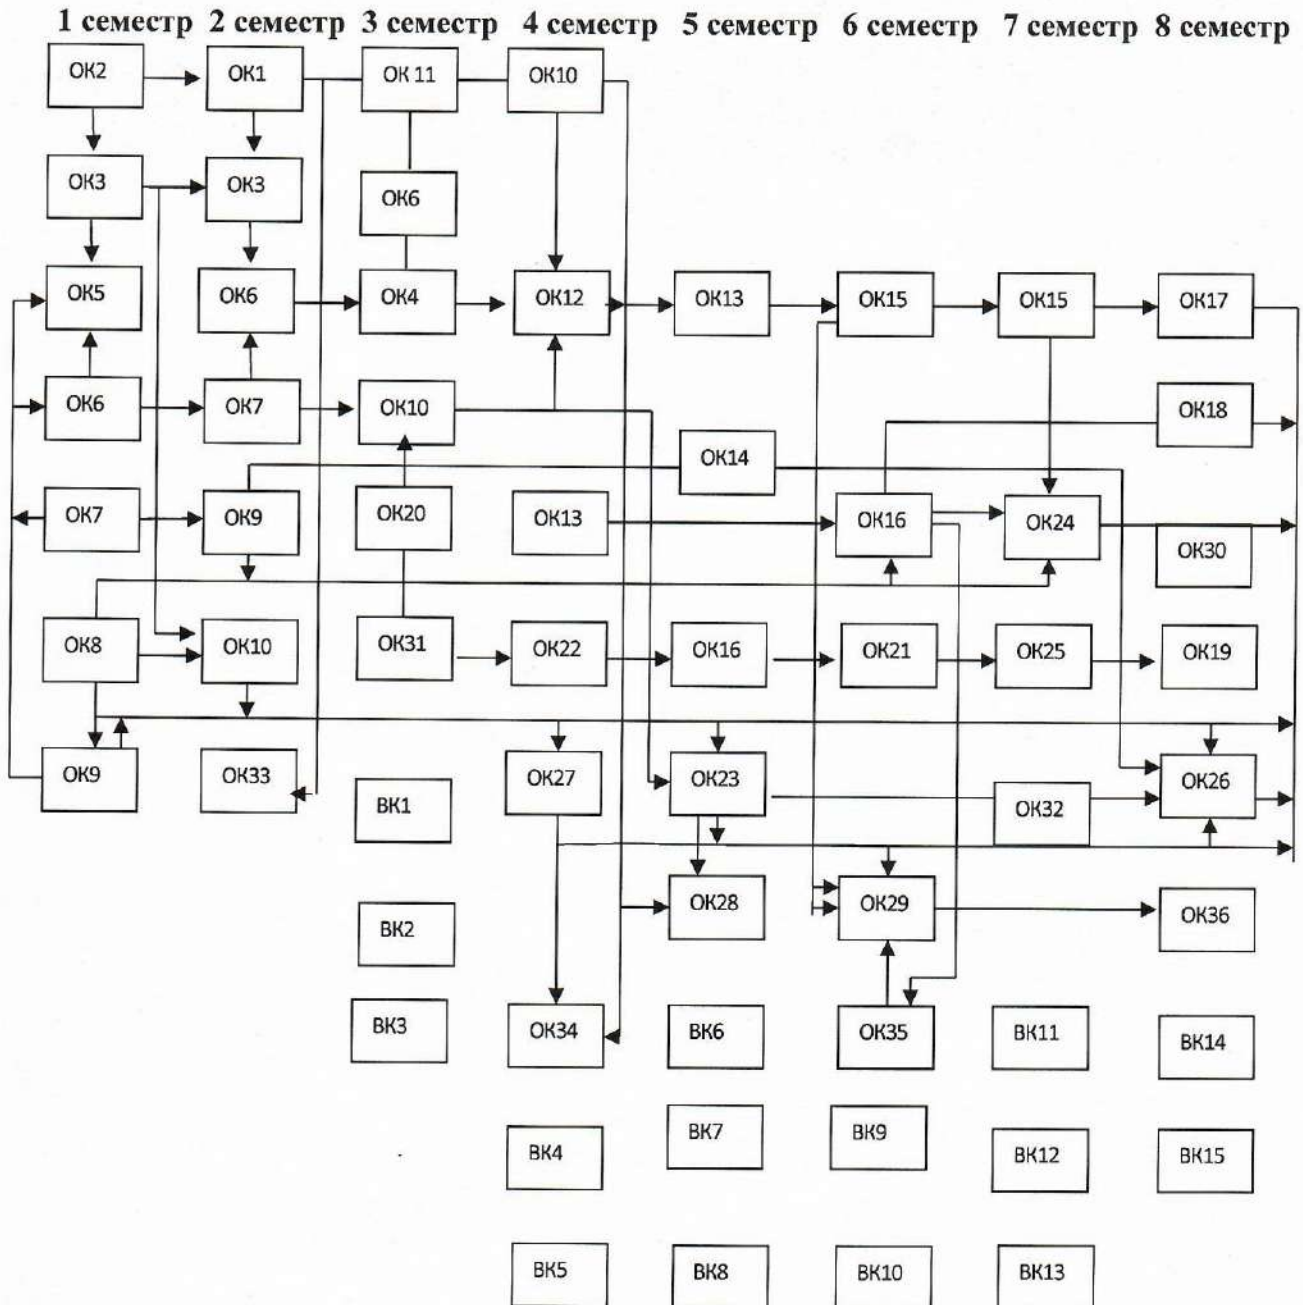 1 семестр 2 семестр 3 семестр 4 семестр 5 семестр 6 семестр 7 семестр 8 семестр
ОК2 ОК1 ОК 11 ОК10
ОК3 ОК3 ОК6
ОК5 ОК6 ОК4 ОК12 ОК13 ОК15 ОК15 ОК17
ОК6 ОК7 ОК10 ОК18
ОК14
ОК7 ОК9 ОК20 ОК13 ОК16 ОК24
ОК30
ОК8 ОК10 ОК31 ОК22 ОК16 ОК21 ОК25 ОК19
ОК9 ОК33 ОК27 ОК23 ОК26
ВК1 ОК32
ВК2 ОК28 ОК29 ОК36
ВК3 ОК34 ВК6 ОК35 ВК11 ВК14
ВК4 ВК7 ВК9 ВК12 ВК15
ВК5 ВК8 ВК10 ВК13